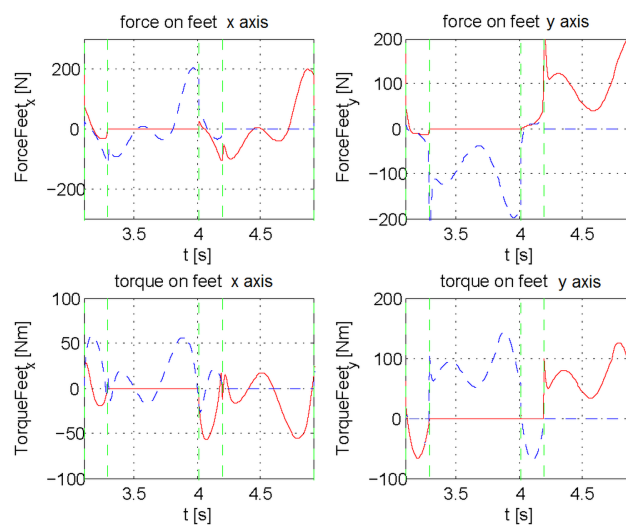 force on feet x axis
ForceFeet_x [N]
200
0
−200
3.5
4
4.5
t [s]
force on feet y axis
ForceFeet_y [N]
200
100
0
−100
−200
3.5
4
4.5
t [s]
torque on feet x axis
TorqueFeet_x [Nm]
100
50
0
−50
−100
3.5
4
4.5
t [s]
torque on feet y axis
TorqueFeet_y [Nm]
200
100
0
−100
3.5
4
4.5
t [s]